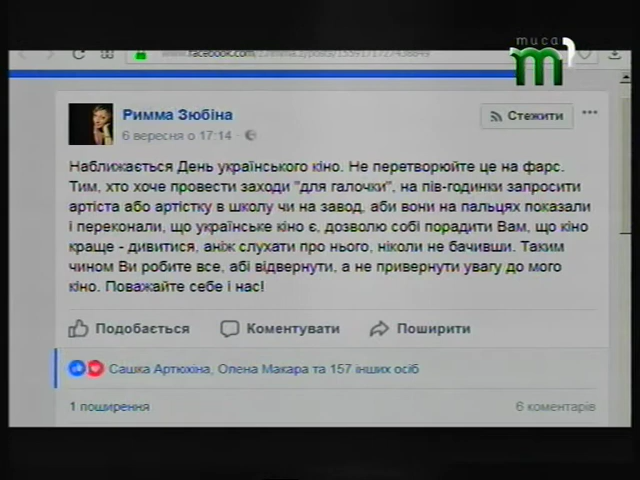 тиса
m
Римма Зюбіна
6 вересня о 17:14
Стежити
Наближається День українського кіно. Не перетворюйте це на фарс.
Тим, хто хоче провести заходи "для галочки", на пів-годинки запросити
артіста або артістку в школу чи на завод, аби вони на пальцях показали
і переконали, що українське кіно є, дозволю собі порадити Вам, що кіно
краще - дивитися, аніж слухати про нього, ніколи не бачивши. Таким
чином Ви робите все, абі відвернути, а не привернути увагу до мого
кіно. Поважайте себе і нас!
Подобається Коментувати Поширити
Сашка Артюхіна, Олена Макара та 157 інших осіб
1 поширення 6 коментарів